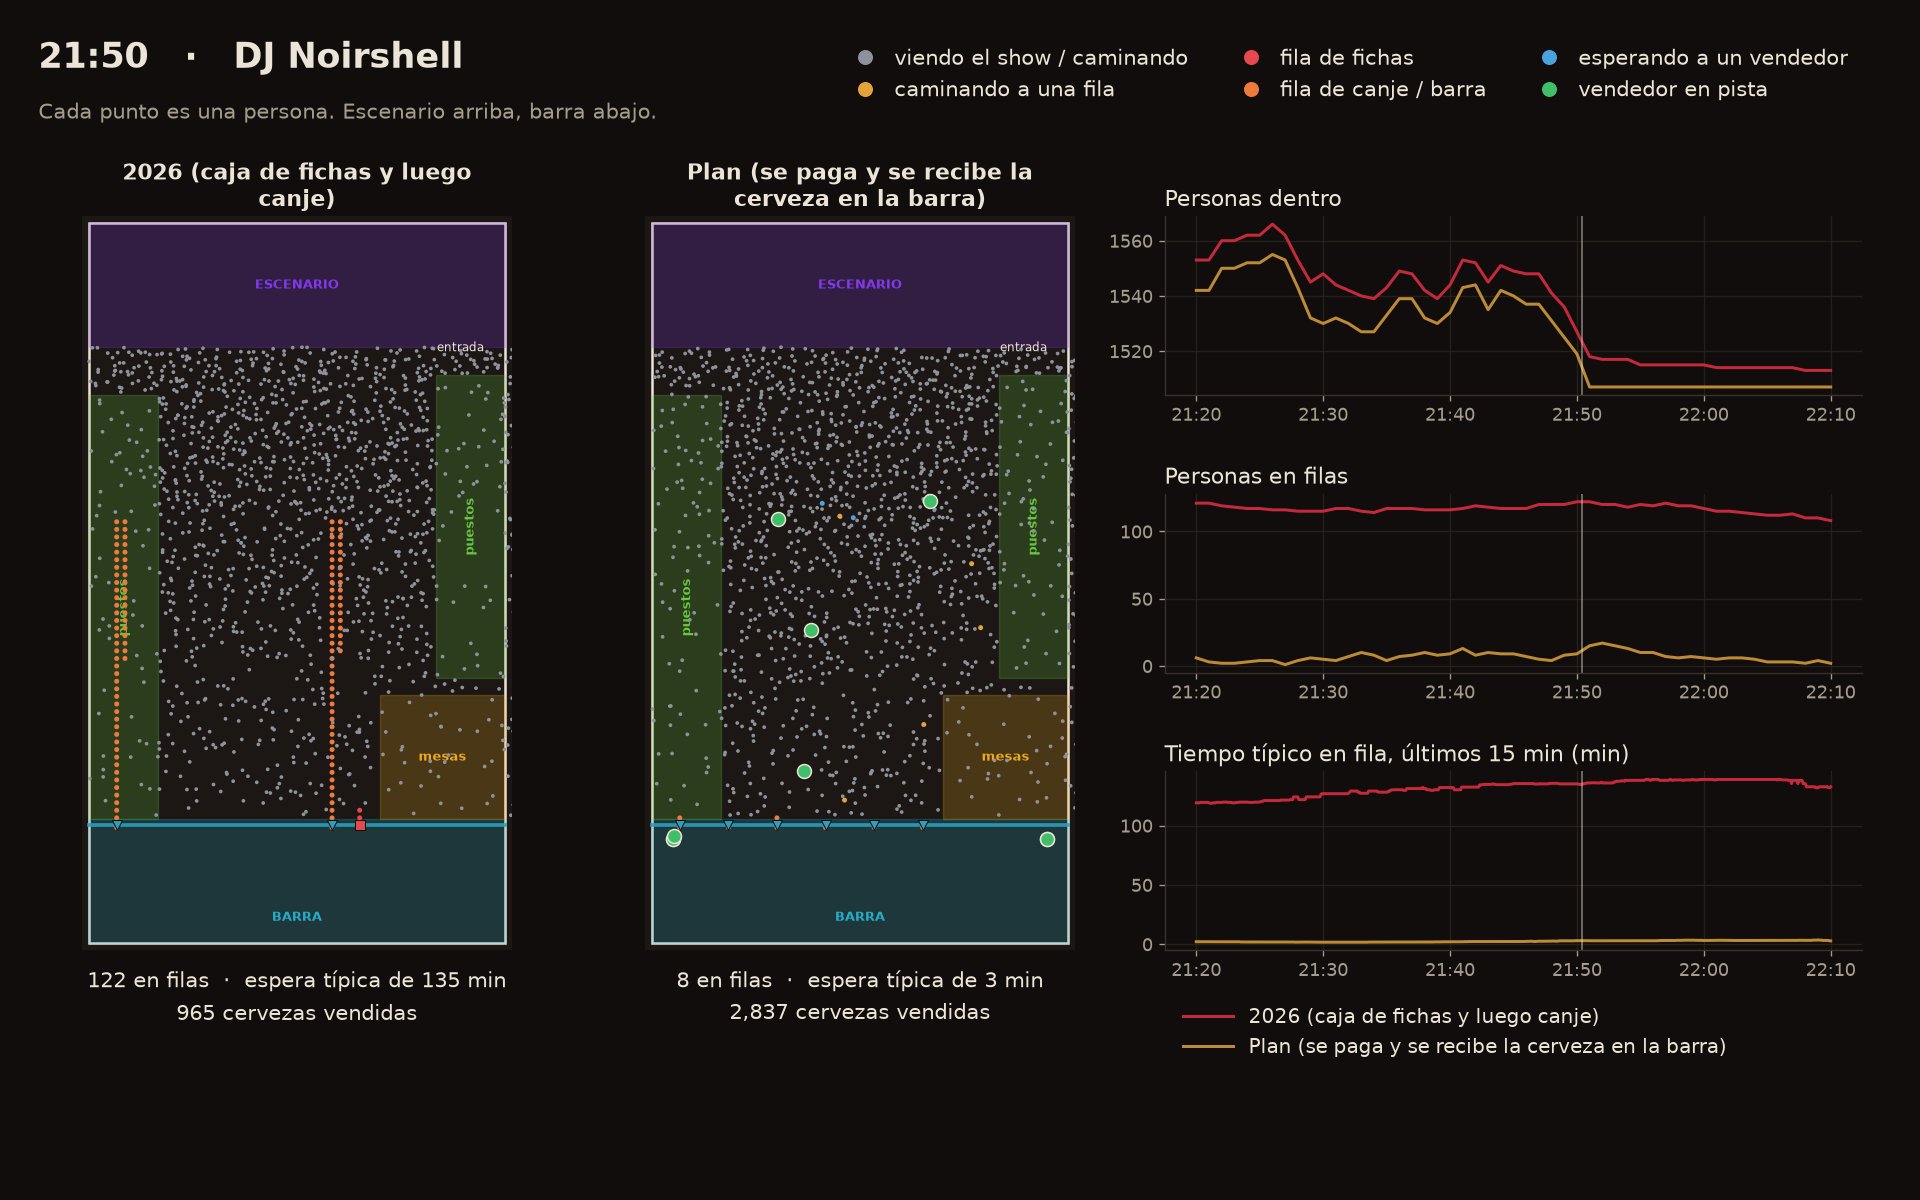 21:50 · DJ Noirshell
Cada punto es una persona. Escenario arriba, barra abajo.
viendo el show / caminando
caminando a una fila
fila de fichas
fila de canje / barra
esperando a un vendedor
vendedor en pista
2026 (caja de fichas y luego
canje)
ESCENARIO
entrada
puestos
puestos
mesas
BARRA
122 en filas · espera típica de 135 min
965 cervezas vendidas
Plan (se paga y se recibe la
cerveza en la barra)
ESCENARIO
entrada
puestos
puestos
mesas
BARRA
8 en filas · espera típica de 3 min
2,837 cervezas vendidas
Personas dentro
1560
1540
1520
21:20 21:30 21:40 21:50 22:00 22:10
Personas en filas
100
50
0
21:20 21:30 21:40 21:50 22:00 22:10
Tiempo típico en fila, últimos 15 min (min)
100
50
0
21:20 21:30 21:40 21:50 22:00 22:10
2026 (caja de fichas y luego canje)
Plan (se paga y se recibe la cerveza en la barra)